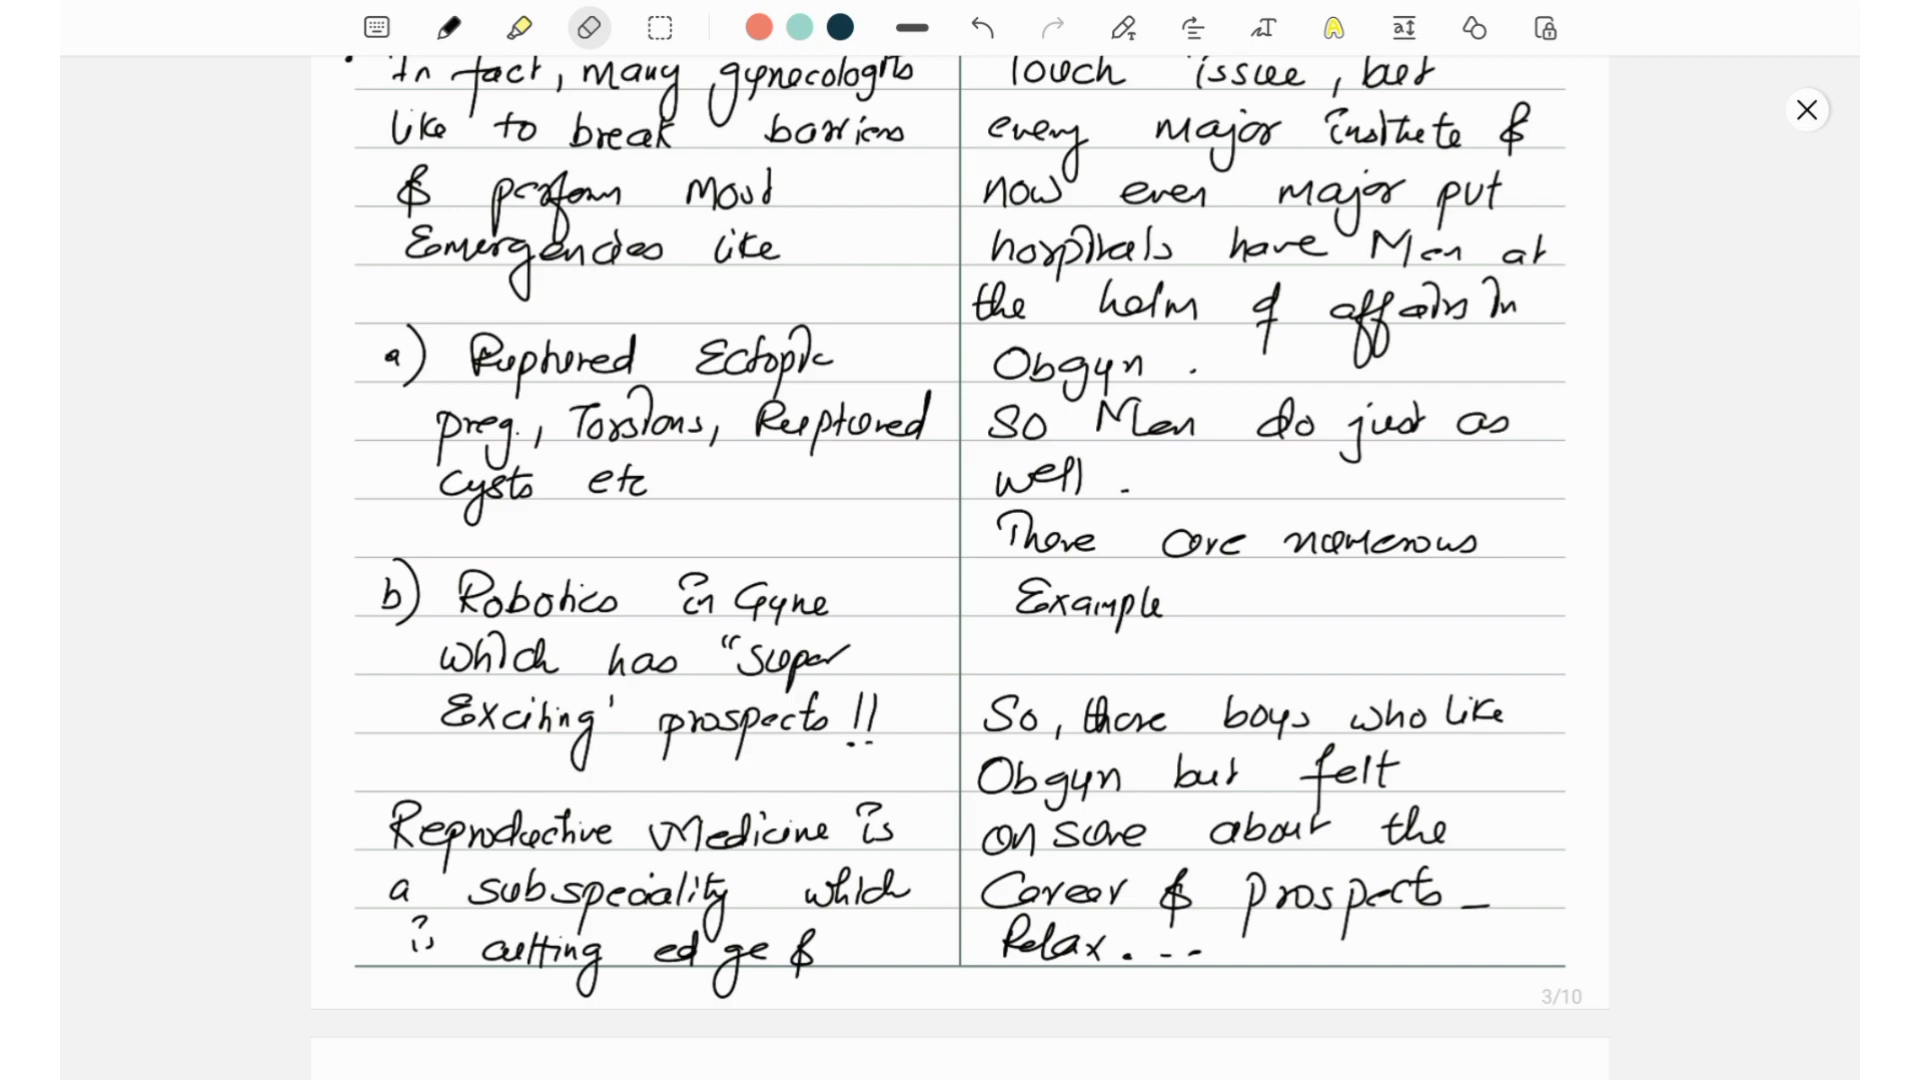 In fact, many gynecologists
like to break barriers
& perform Most
Emergencies like
a) Ruptured Ectopic
preg., Torsions, Ruptured
cysts etc
b) Robotics in Gyne
which has "super
Exciting' prospects !!
Reproductive Medicine is
a subspeciality which
is cutting edge &
Touch issue, but
every major institute &
now even major pvt
hospitals have Men at
the helm of affairs in
Obgyn.
So Men do just as
well.
There are numerous
Example
So, those boys who like
Obgyn but felt
unsure about the
Career & prospects -
Relax. - - -
3/10